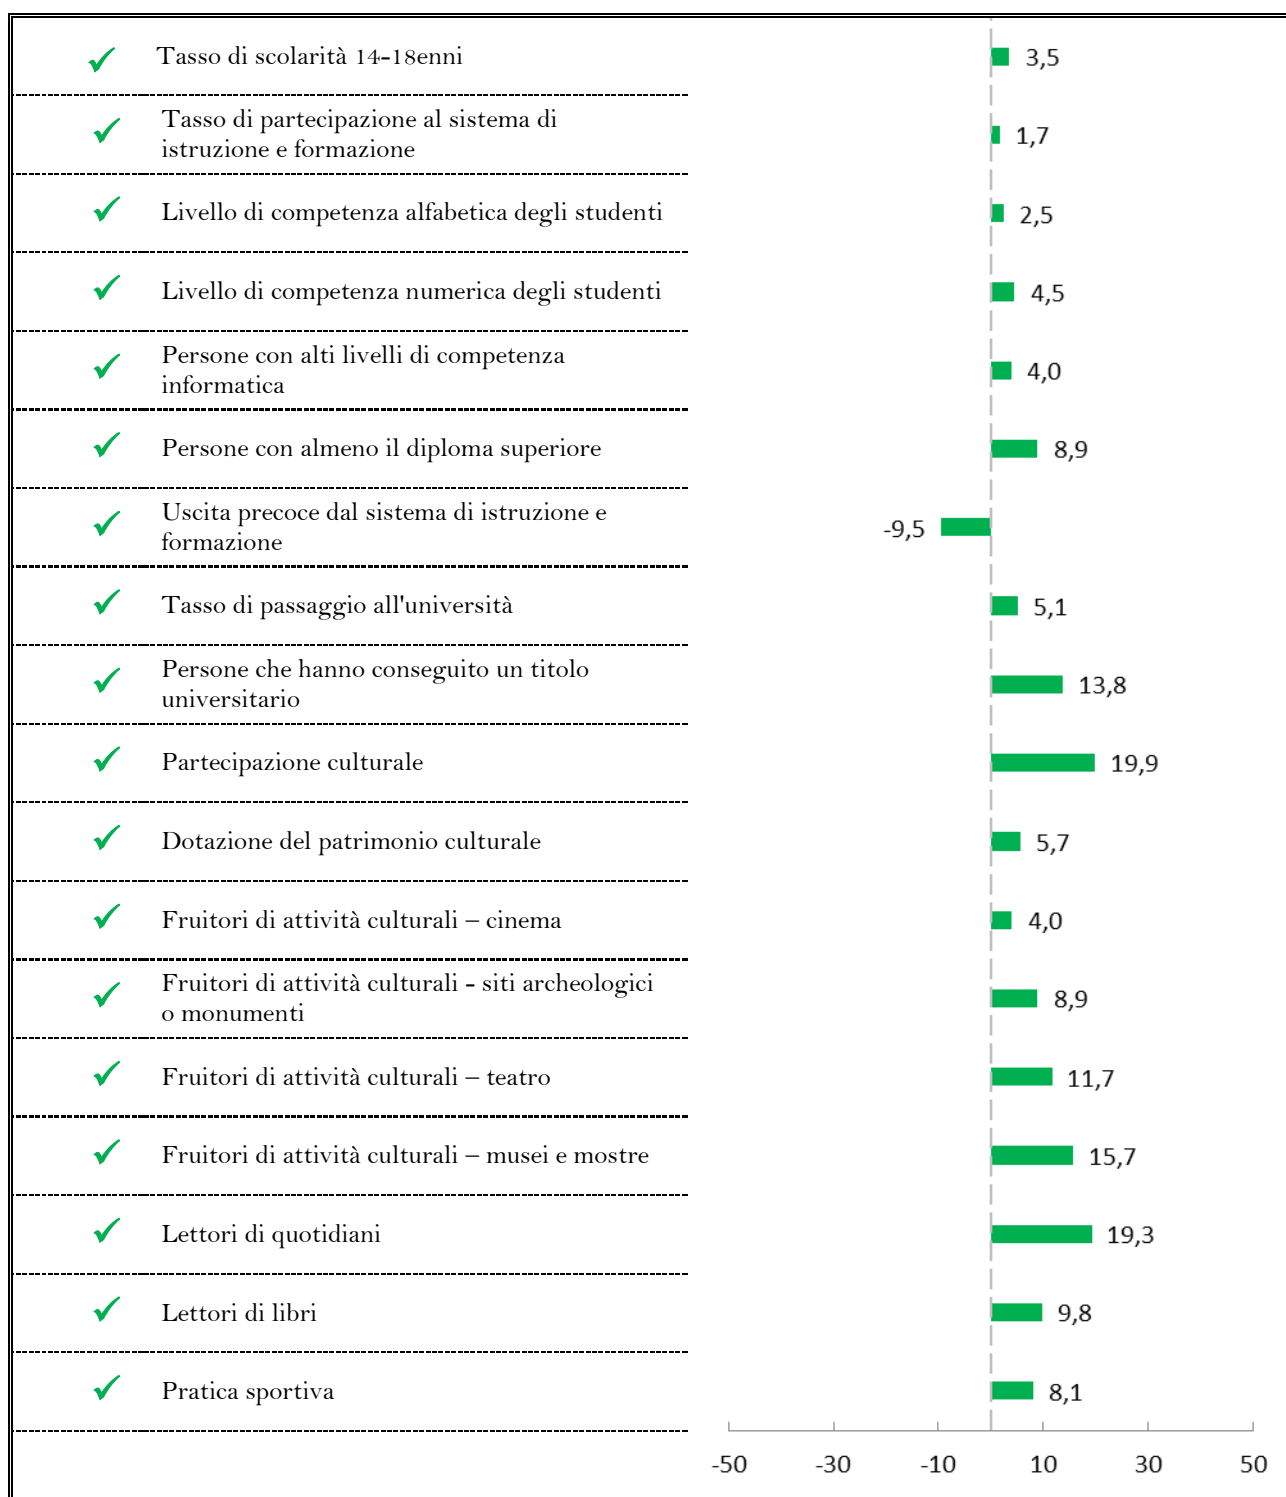 Tasso di scolarità 14-18enni
3,5
Tasso di partecipazione al sistema di
istruzione e formazione
1,7
Livello di competenza alfabetica degli studenti
2,5
Livello di competenza numerica degli studenti
4,5
Persone con alti livelli di competenza
informatica
4,0
Persone con almeno il diploma superiore
8,9
Uscita precoce dal sistema di istruzione e
formazione
-9,5
Tasso di passaggio all'università
5,1
Persone che hanno conseguito un titolo
universitario
13,8
Partecipazione culturale
19,9
Dotazione del patrimonio culturale
5,7
Fruitori di attività culturali – cinema
4,0
Fruitori di attività culturali - siti archeologici
o monumenti
8,9
Fruitori di attività culturali – teatro
11,7
Fruitori di attività culturali – musei e mostre
15,7
Lettori di quotidiani
19,3
Lettori di libri
9,8
Pratica sportiva
8,1
-50 -30 -10 10 30 50